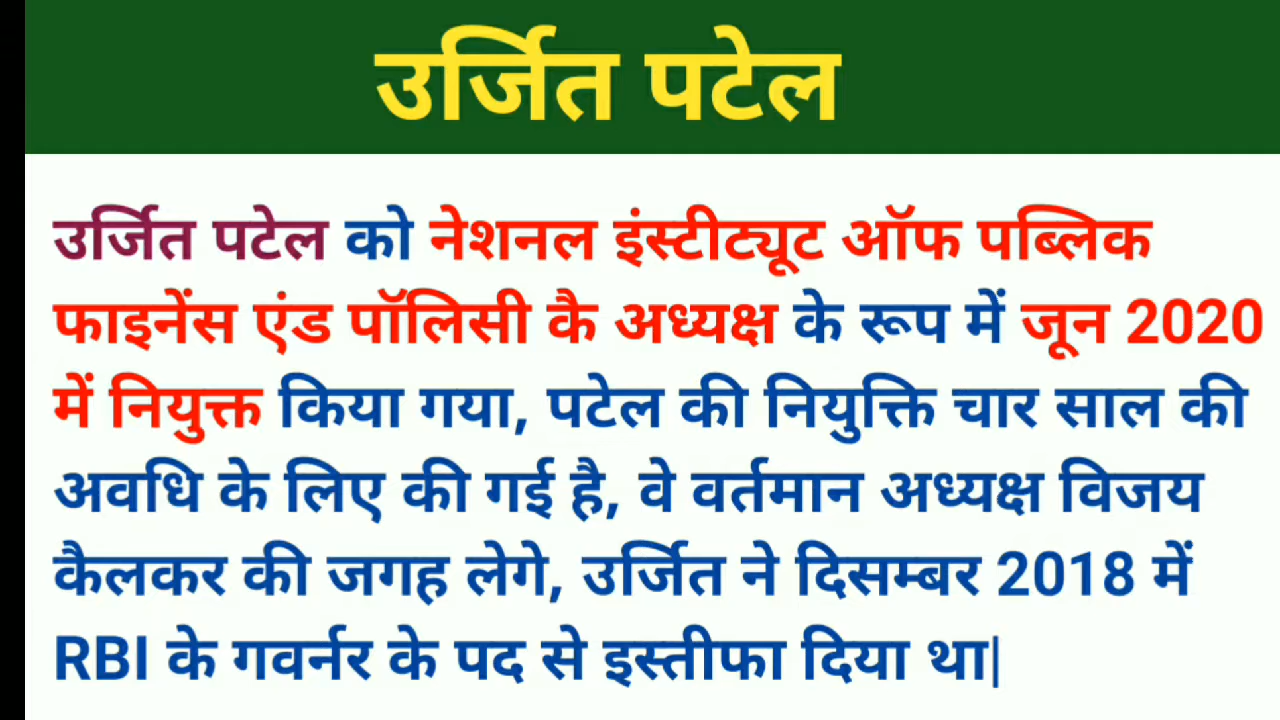 उर्जित पटेल
उर्जित पटेल को नेशनल इंस्टीट्यूट ऑफ पब्लिक
फाइनेंस एंड पॉलिसी कै अध्यक्ष के रूप में जून 2020
में नियुक्त किया गया, पटेल की नियुक्ति चार साल की
अवधि के लिए की गई है, वे वर्तमान अध्यक्ष विजय
कैलकर की जगह लेगे, उर्जित ने दिसम्बर 2018 में
RBI के गवर्नर के पद से इस्तीफा दिया था|